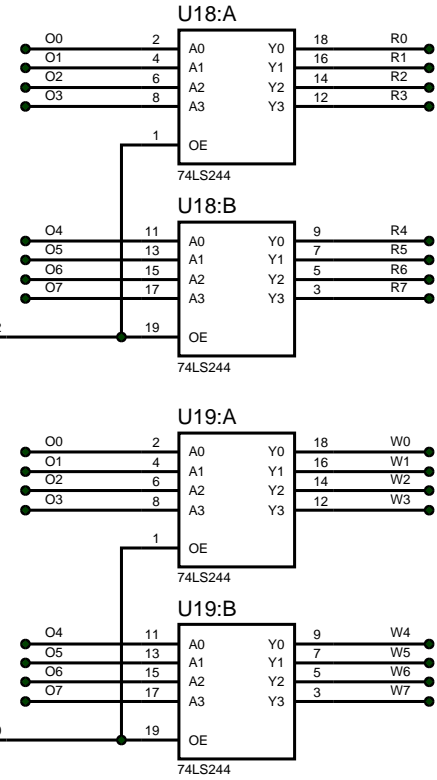 U18:A
O0 2 A0 Y0 18 R0
O1 4 A1 Y1 16 R1
O2 6 A2 Y2 14 R2
O3 8 A3 Y3 12 R3
1 OE
74LS244
U18:B
O4 11 A0 Y0 9 R4
O5 13 A1 Y1 7 R5
O6 15 A2 Y2 5 R6
O7 17 A3 Y3 3 R7
19 OE
74LS244
U19:A
O0 2 A0 Y0 18 W0
O1 4 A1 Y1 16 W1
O2 6 A2 Y2 14 W2
O3 8 A3 Y3 12 W3
1 OE
74LS244
U19:B
O4 11 A0 Y0 9 W4
O5 13 A1 Y1 7 W5
O6 15 A2 Y2 5 W6
O7 17 A3 Y3 3 W7
19 OE
74LS244